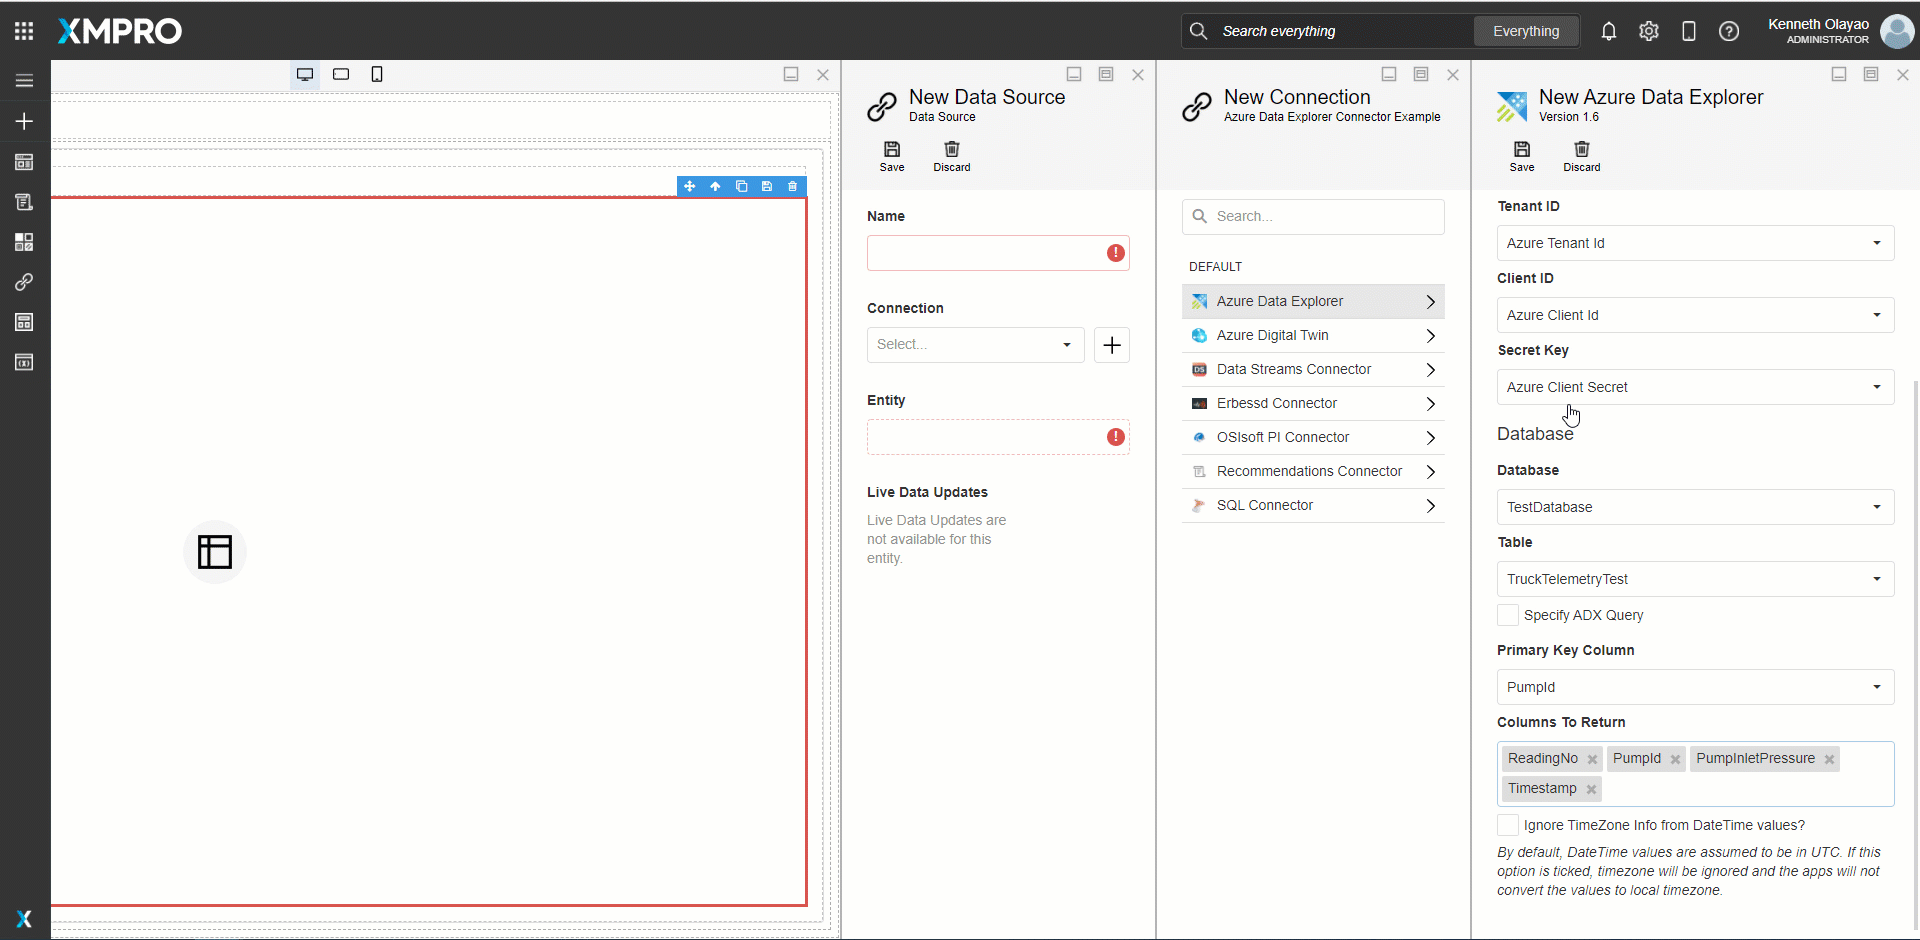 XMPRO
Search everything
Everything
Kenneth Olayao
ADMINISTRATOR
New Data Source
Data Source
Save
Discard
Name
Connection
Select...
Entity
Live Data Updates
Live Data Updates are
not available for this
entity.
New Connection
Azure Data Explorer Connector Example
Search...
DEFAULT
Azure Data Explorer
Azure Digital Twin
DS
Data Streams Connector
Erbessd Connector
OSIsoft PI Connector
Recommendations Connector
SQL Connector
New Azure Data Explorer
Version 1.6
Save
Discard
Tenant ID
Azure Tenant Id
Client ID
Azure Client Id
Secret Key
Azure Client Secret
Database
Database
TestDatabase
Table
TruckTelemetryTest
Specify ADX Query
Primary Key Column
PumpId
Columns To Return
ReadingNo PumpId PumpInletPressure
Timestamp
Ignore TimeZone Info from DateTime values?
By default, DateTime values are assumed to be in UTC. If this
option is ticked, timezone will be ignored and the apps will not
convert the values to local timezone.